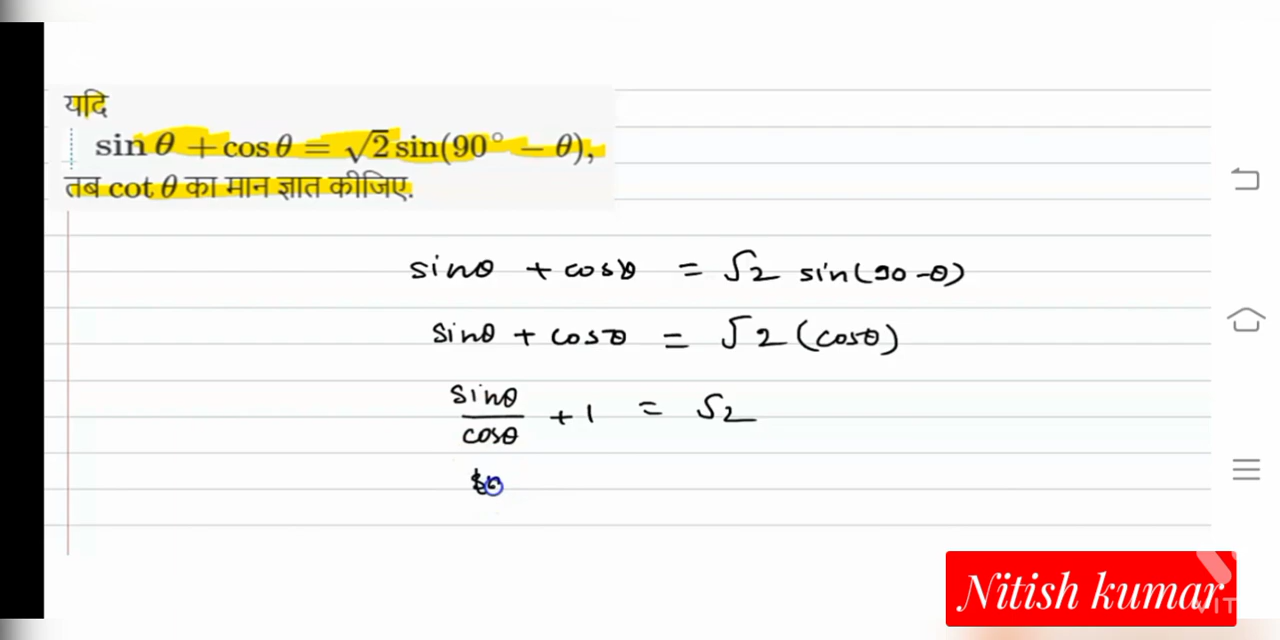 यदि
sin θ + cos θ = √2 sin(90° − θ),
तब cot θ का मान ज्ञात कीजिए.
sinθ + cosθ = √2 sin(90 -θ)
sinθ + cosθ = √2 (cosθ)
sinθ/cosθ + 1 = √2
Nitish kumar